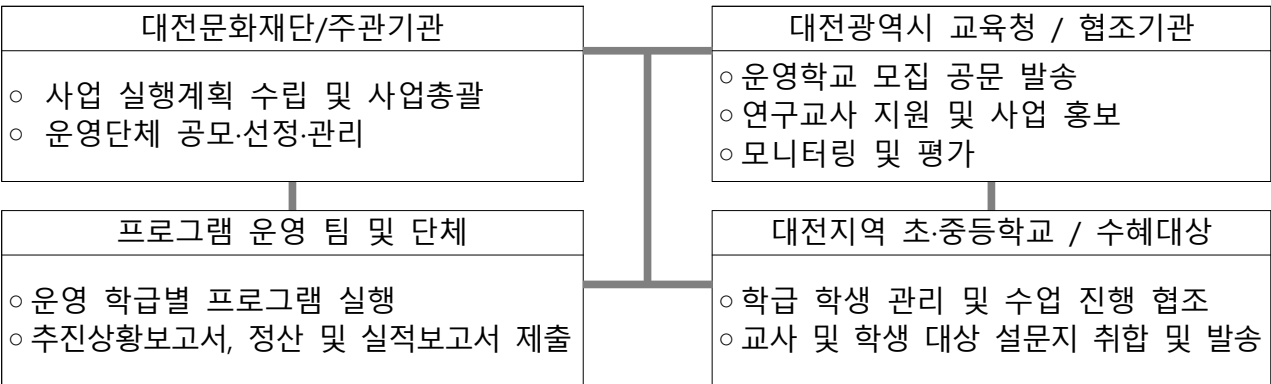 대전문화재단/주관기관
○ 사업 실행계획 수립 및 사업총괄
○ 운영단체 공모·선정·관리
대전광역시 교육청 / 협조기관
○ 운영학교 모집 공문 발송
○ 연구교사 지원 및 사업 홍보
○ 모니터링 및 평가
프로그램 운영 팀 및 단체
○ 운영 학급별 프로그램 실행
○ 추진상황보고서, 정산 및 실적보고서 제출
대전지역 초·중등학교 / 수혜대상
○ 학급 학생 관리 및 수업 진행 협조
○ 교사 및 학생 대상 설문지 취합 및 발송